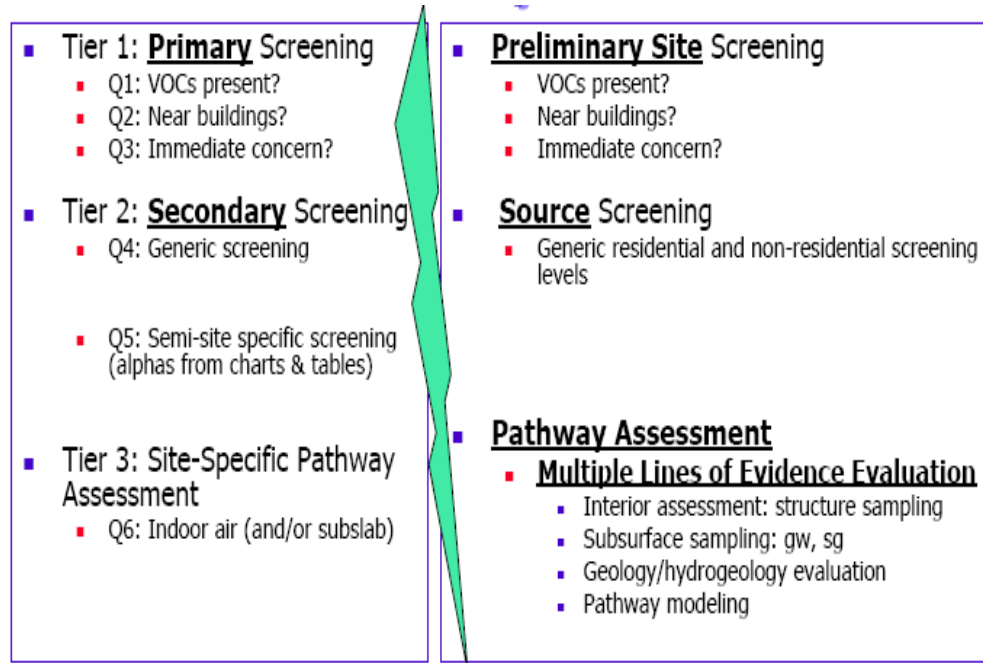 Tier 1: Primary Screening
Q1: VOCs present?
Q2: Near buildings?
Q3: Immediate concern?
Tier 2: Secondary Screening
Q4: Generic screening
Q5: Semi-site specific screening
(alphas from charts & tables)
Tier 3: Site-Specific Pathway
Assessment
Q6: Indoor air (and/or subslab)
Preliminary Site Screening
VOCs present?
Near buildings?
Immediate concern?
Source Screening
Generic residential and non-residential screening
levels
Pathway Assessment
Multiple Lines of Evidence Evaluation
Interior assessment: structure sampling
Subsurface sampling: gw, sg
Geology/hydrogeology evaluation
Pathway modeling